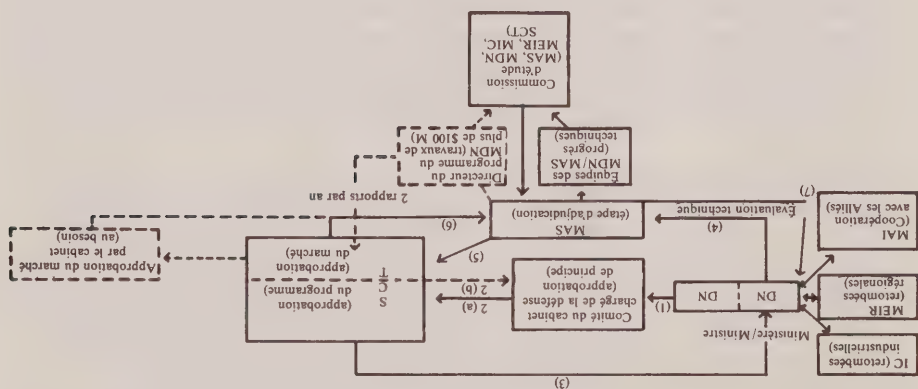 (3)
IC (retombées
industrielles)
Ministère/Ministre
MEIR
(retombées
régionales)
DN
DN
(1)
Comité du cabinet
chargé de la défense
(approbation
de principe)
2 (a)
2 (b)
S
C
T
(approbation
du programme)
(approbation
du marché)
Approbation du marché
par le cabinet
(au besoin)
MAI
(Coopération
avec les Alliés)
(4)
Évaluation technique
(7)
(5)
MAS
(étape d'adjudication)
(6)
2 rapports par an
Équipes des
MDN/MAS
(progrès
techniques)
Directeur du
programme du
MDN (travaux de
plus de $100 M)
Commission
d'étude
(MAS, MDN,
MEIR, MIC,
SCT)